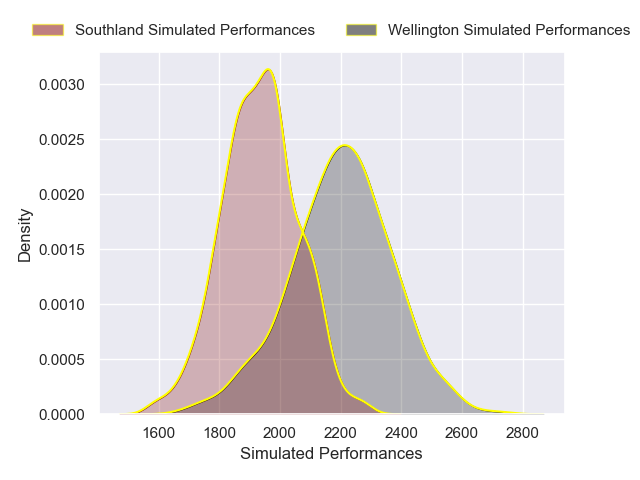 Southland Simulated Performances Wellington Simulated Performances
0.0030
0.0025
0.0020
0.0015
0.0010
0.0005
0.0000
Density
1600 1800 2000 2200 2400 2600 2800
Simulated Performances